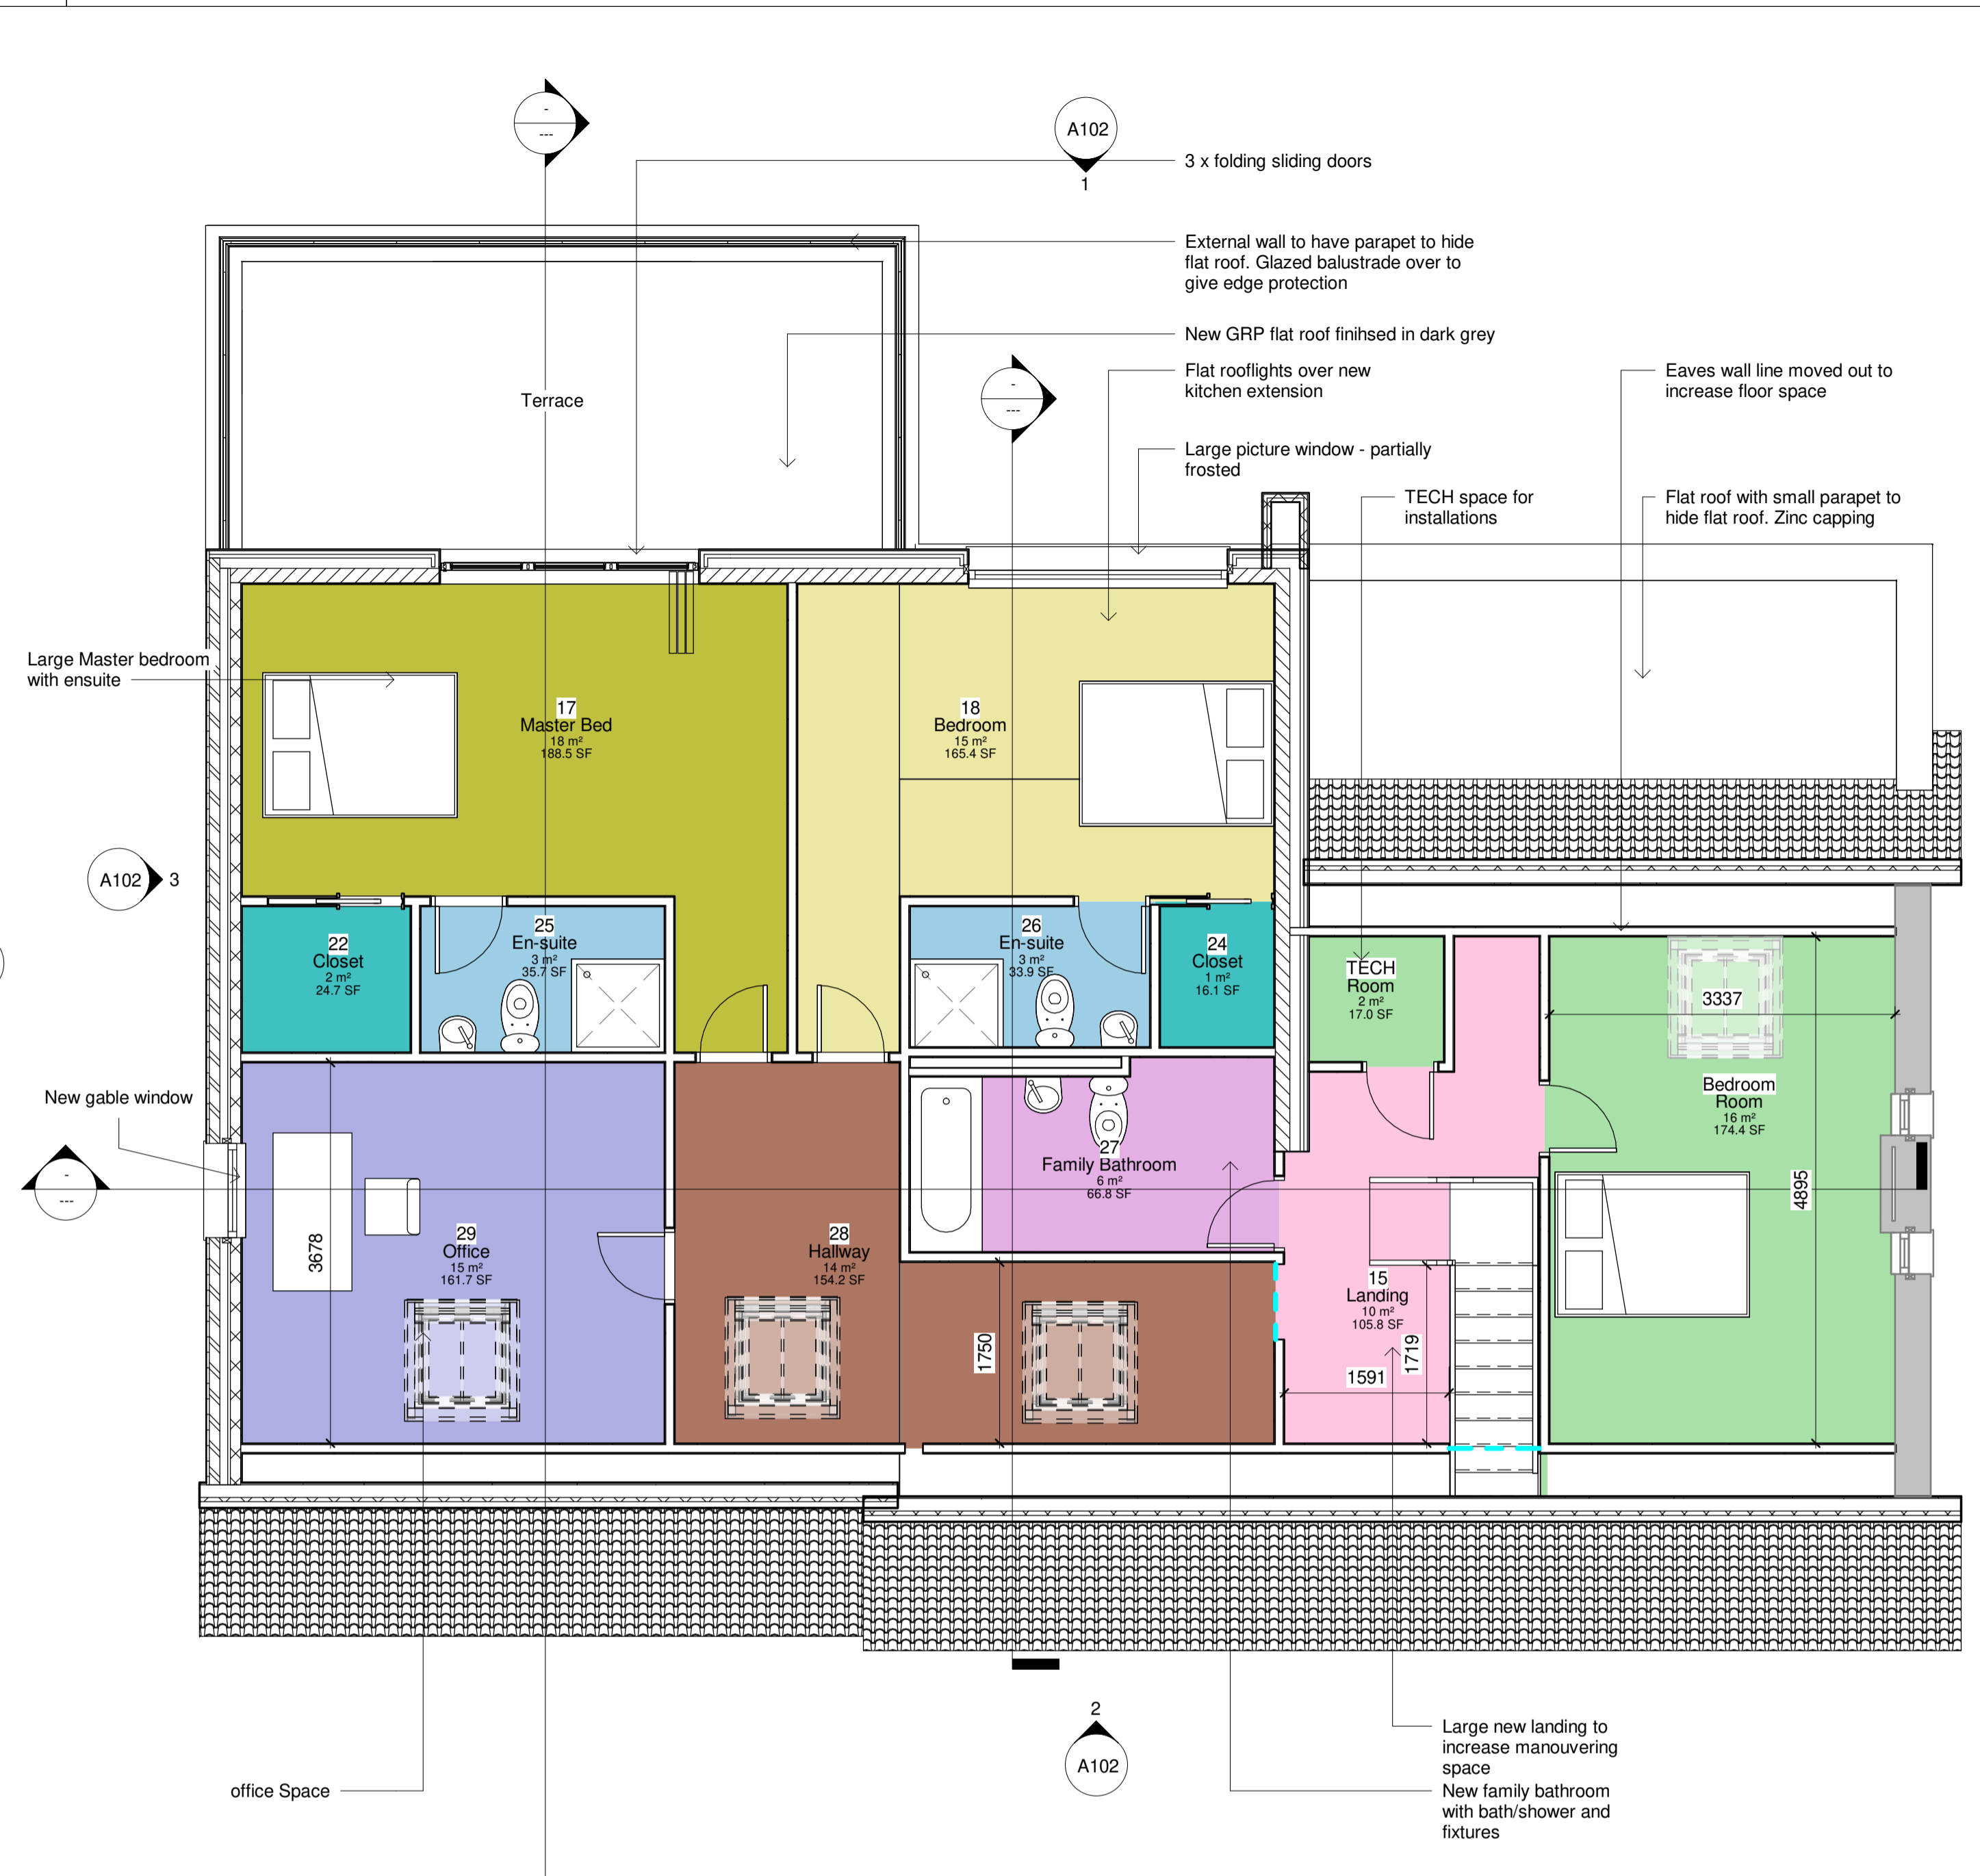 -
---
A102
1
3 x folding sliding doors
External wall to have parapet to hide
flat roof. Glazed balustrade over to
give edge protection
New GRP flat roof finihsed in dark grey
Flat rooflights over new
kitchen extension
Eaves wall line moved out to
increase floor space
-
---
Terrace
Large picture window - partially
frosted
TECH space for
installations
Flat roof with small parapet to
hide flat roof. Zinc capping
Large Master bedroom
with ensuite
17
Master Bed
18 m²
188.5 SF
18
Bedroom
15 m²
165.4 SF
A102
3
22
Closet
2 m²
24.7 SF
25
En-suite
3 m²
35.7 SF
26
En-suite
3 m²
33.9 SF
24
Closet
1 m²
16.1 SF
TECH
Room
2 m²
17.0 SF
3337
New gable window
Bedroom
Room
16 m²
174.4 SF
27
Family Bathroom
6 m²
66.8 SF
-
---
4895
3678
29
Office
15 m²
161.7 SF
28
Hallway
14 m²
154.2 SF
15
Landing
10 m²
105.8 SF
1750
1719
1591
2
A102
Large new landing to
increase manouvering
space
office Space
New family bathroom
with bath/shower and
fixtures